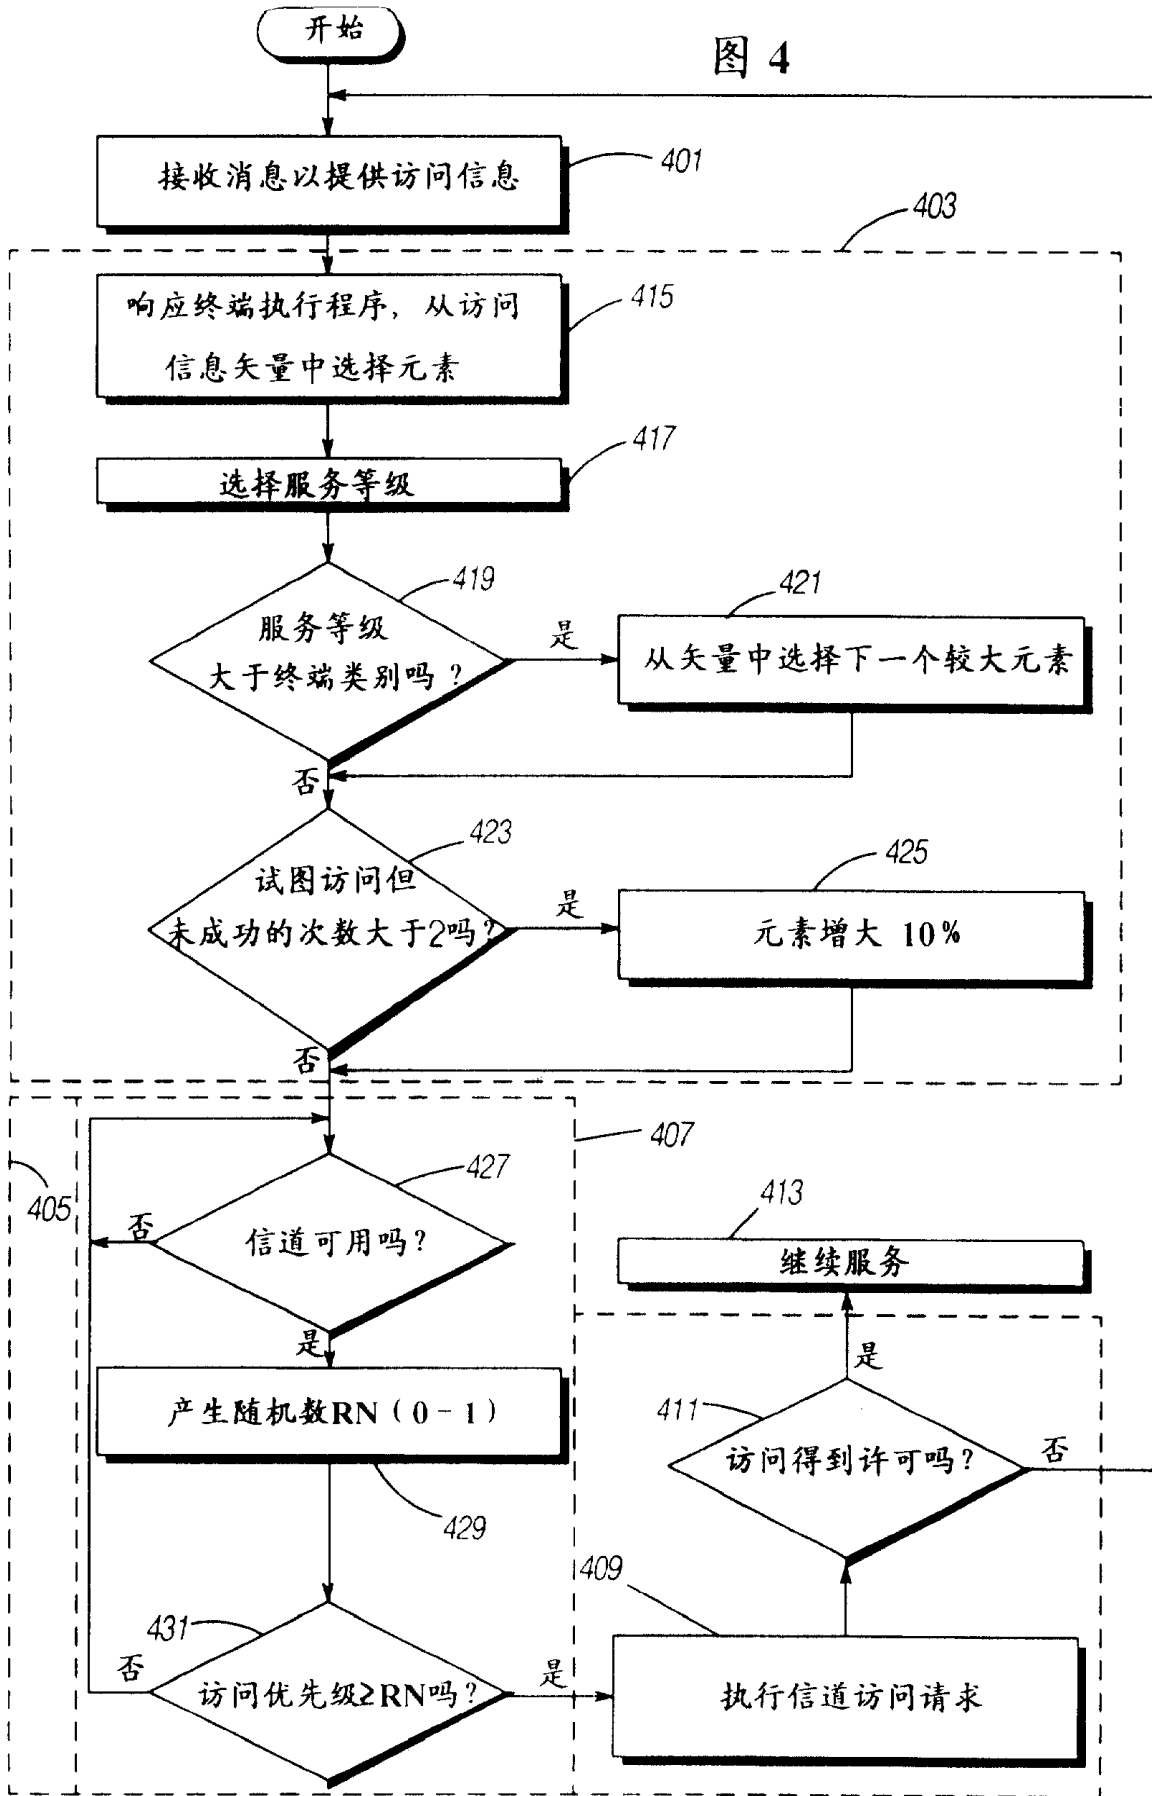 开始
图 4
接收消息以提供访问信息
401
403
响应终端执行程序，从访问
信息矢量中选择元素
415
417
选择服务等级
419
服务等级
大于终端类别吗？
是
421
从矢量中选择下一个较大元素
否
423
试图访问但
未成功的次数大于2吗？
是
425
元素增大 10%
否
407
427
405
信道可用吗？
否
是
413
继续服务
产生随机数RN（0-1）
429
是
411
访问得到许可吗？
否
409
431
访问优先级≥RN吗？
否
是
执行信道访问请求